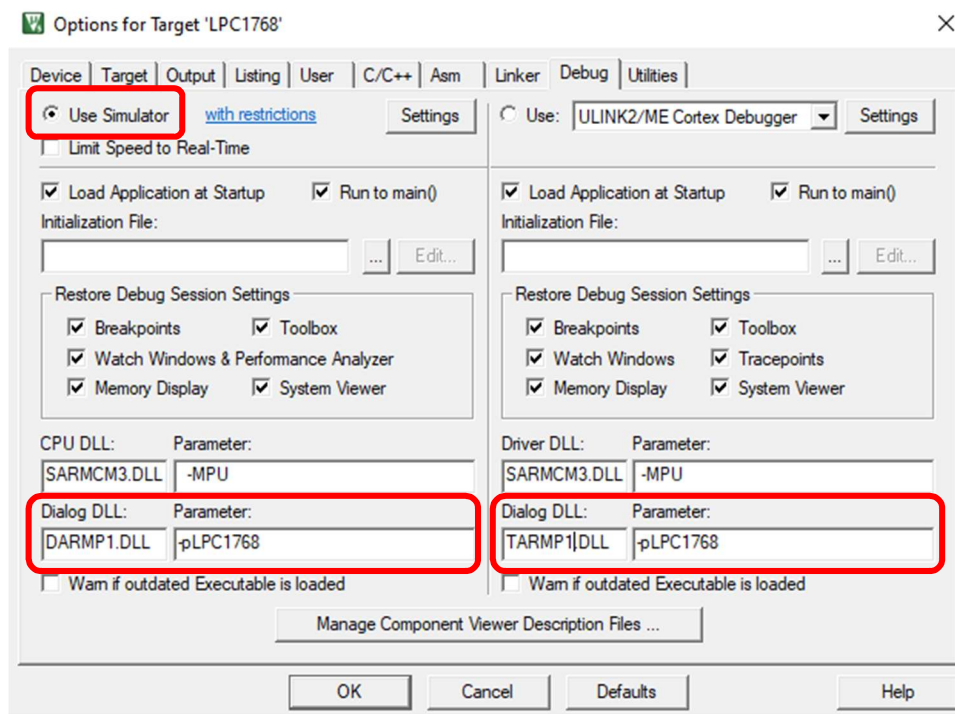 Options for Target 'LPC1768'
Device Target Output Listing User C/C++ Asm Linker Debug Utilities
Use Simulator with restrictions Settings
Limit Speed to Real-Time
Load Application at Startup Run to main()
Initialization File:
... Edit...
Restore Debug Session Settings
Breakpoints Toolbox
Watch Windows & Performance Analyzer
Memory Display System Viewer
CPU DLL: Parameter:
SARMCM3.DLL -MPU
Dialog DLL: Parameter:
DARMP1.DLL -pLPC1768
Warn if outdated Executable is loaded
Use: ULINK2/ME Cortex Debugger Settings
Load Application at Startup Run to main()
Initialization File:
... Edit...
Restore Debug Session Settings
Breakpoints Toolbox
Watch Windows Tracepoints
Memory Display System Viewer
Driver DLL: Parameter:
SARMCM3.DLL -MPU
Dialog DLL: Parameter:
TARMP1.DLL -pLPC1768
Warn if outdated Executable is loaded
Manage Component Viewer Description Files ...
OK Cancel Defaults Help